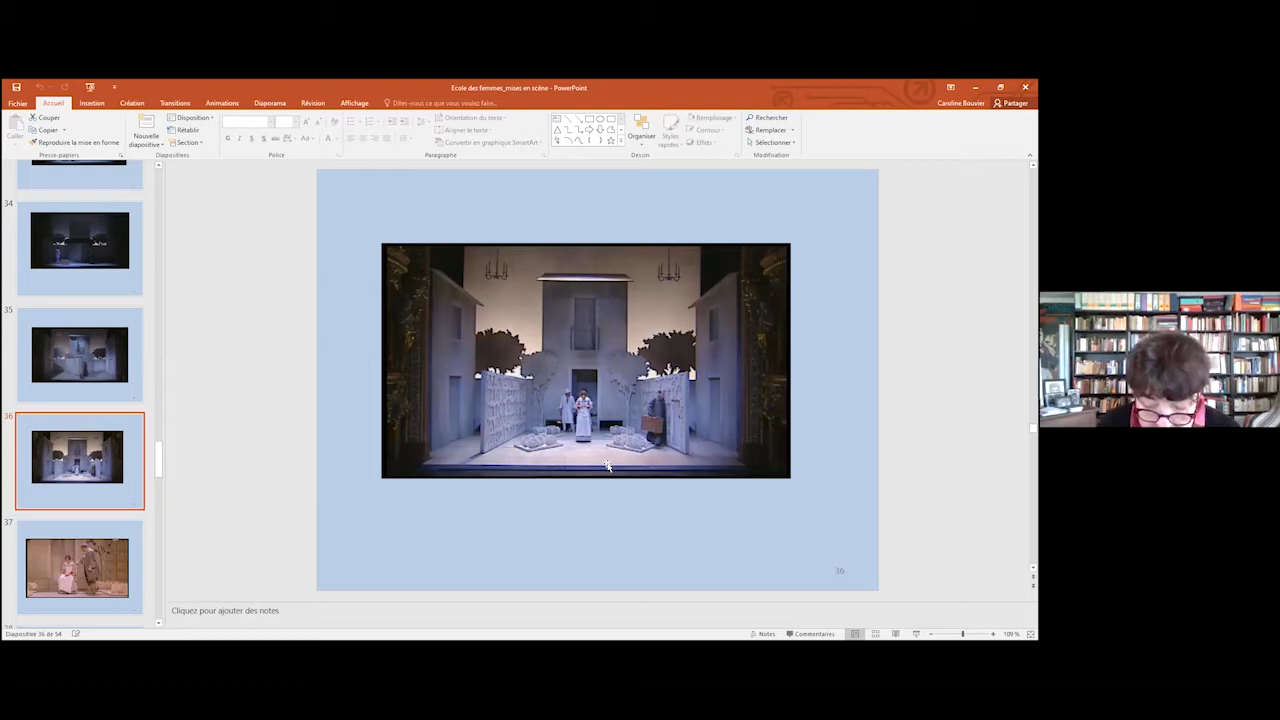 Ecole des femmes_mises en scène - PowerPoint
Caroline Bouvier
Partager
Fichier
Accueil
Insertion
Création
Transitions
Animations
Diaporama
Révision
Affichage
Dites-nous ce que vous voulez faire...
Coller
Couper
Copier
Reproduire la mise en forme
Presse-papiers
Nouvelle diapositive
Disposition
Rétablir
Section
Diapositives
G
I
S
S
abc
AV
Aa
A
Police
Orientation du texte
Aligner le texte
Convertir en graphique SmartArt
Paragraphe
Organiser
Styles rapides
Remplissage
Contour
Effets
Dessin
Rechercher
Remplacer
Sélectionner
Modification
34
35
36
37
36
Cliquez pour ajouter des notes
Diapositive 36 de 54
Notes
Commentaires
109 %